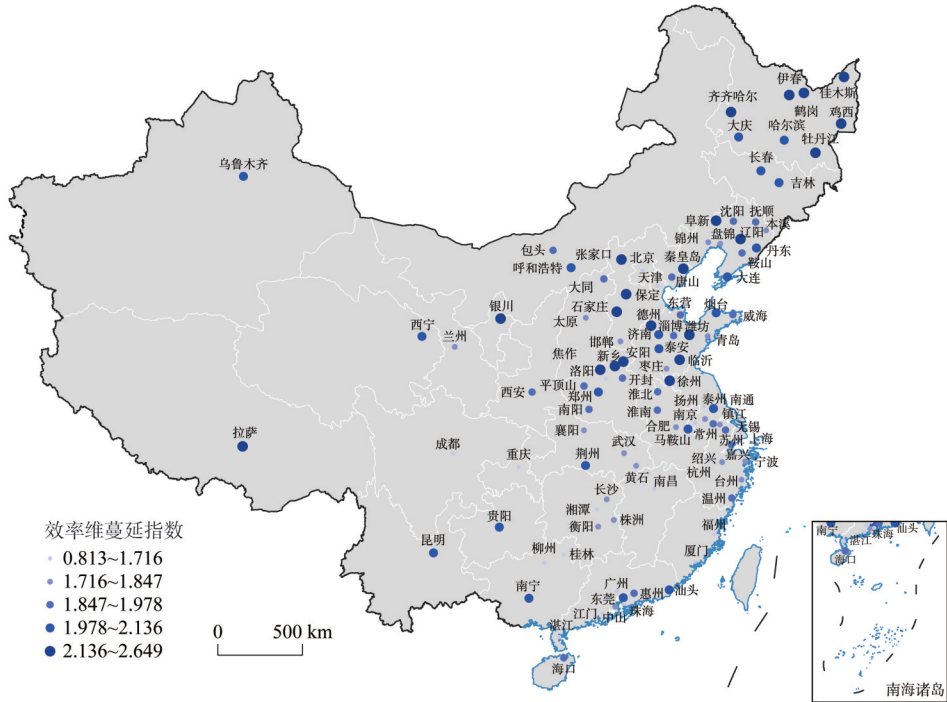 伊春
佳木斯
齐齐哈尔
鹤岗
鸡西
大庆
哈尔滨
牡丹江
长春
乌鲁木齐
吉林
沈阳
抚顺
阜新
本溪
锦州
盘锦
辽阳
丹东
包头
张家口
北京
秦皇岛
鞍山
呼和浩特
天津
唐山
大连
大同
保定
银川
石家庄
东营
烟台
威海
太原
德州
西宁
兰州
济南
淄博
潍坊
青岛
邯郸
焦作
新乡
安阳
泰安
临沂
枣庄
洛阳
平顶山
开封
徐州
西安
郑州
淮北
扬州
泰州
南通
南阳
淮南
南京
镇江
襄阳
合肥
马鞍山
常州
无锡
苏州
上海
拉萨
成都
重庆
武汉
荆州
黄石
南昌
绍兴
嘉兴
宁波
杭州
台州
长沙
温州
湘潭
衡阳
株洲
福州
贵阳
昆明
柳州
桂林
厦门
南宁
广州
惠州
汕头
东莞
江门
中山
珠海
湛江
海口
效率维蔓延指数
0.813~1.716
1.716~1.847
1.847~1.978
1.978~2.136
2.136~2.649
0
500 km
南宁
汕头
湛江
珠海
海口
南海诸岛